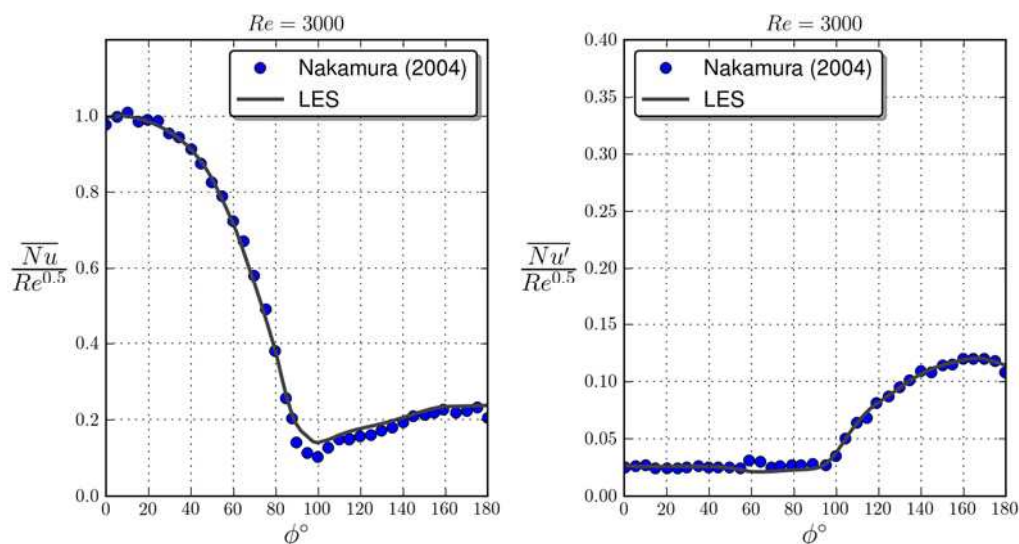 Re = 3000
Nakamura (2004)
LES
1.0
0.8
0.6
0.4
0.2
0.0
Nu
Re^0.5
0 20 40 60 80 100 120 140 160 180
ϕ°
Re = 3000
Nakamura (2004)
LES
0.40
0.35
0.30
0.25
0.20
0.15
0.10
0.05
0.00
Nu'
Re^0.5
0 20 40 60 80 100 120 140 160 180
ϕ°